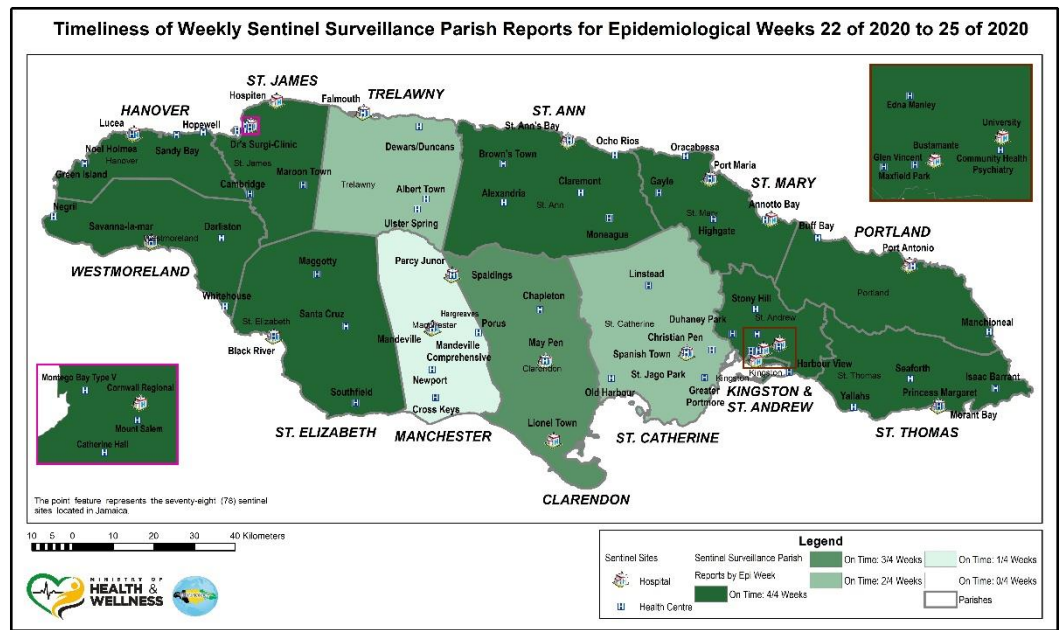 Timeliness of Weekly Sentinel Surveillance Parish Reports for Epidemiological Weeks 22 of 2020 to 25 of 2020
ST. JAMES
Hospiten
TRELAWNY
Falmouth
HANOVER
Lucea
Hopewell
ST. ANN
St. Ann's Bay
Ocho Rios
Oracabessa
Port Maria
ST. MARY
Annotto Bay
Buff Bay
PORTLAND
Port Antonio
Edna Manley
University
Bustamante
Glen Vincent
Community Health
Psychiatry
Maxfield Park
Noel Holmes
Hanover
Sandy Bay
Green Island
Dr's Surgi-Clinic
St. James
Maroon Town
Cambridge
Dewars/Duncans
Trelawny
Albert Town
Ulster Spring
Brown's Town
Alexandria
Claremont
St. Ann
Moneague
Gayle
St. Mary
Highgate
Negril
Savanna-la-mar
Westmoreland
Darliston
WESTMORELAND
Whitehouse
Maggotty
St. Elizabeth
Santa Cruz
Black River
Southfield
ST. ELIZABETH
Percy Junor
Spaldings
Hargreaves
Manchester
Mandeville
Porus
Mandeville
Comprehensive
Newport
Cross Keys
MANCHESTER
Chapleton
May Pen
Clarendon
Lionel Town
CLARENDON
Linstead
St. Catherine
Duhaney Park
Christian Pen
Spanish Town
St. Jago Park
Old Harbour
Greater
Portmore
ST. CATHERINE
Stony Hill
St. Andrew
Kingston
Kingston
Harbour View
KINGSTON &
ST. ANDREW
Portland
Manchioneal
St. Thomas
Seaforth
Isaac Barrant
Yallahs
Princess Margaret
Morant Bay
ST. THOMAS
Montego Bay Type V
Cornwall Regional
Mount Salem
Catherine Hall
The point feature represents the seventy-eight (78) sentinel
sites located in Jamaica.
10 5 0 10 20 30 40 Kilometers
MINISTRY OF
HEALTH &
WELLNESS
Legend
Sentinel Sites
Hospital
Health Centre
Sentinel Surveillance Parish
Reports by Epi Week
On Time: 4/4 Weeks
On Time: 3/4 Weeks
On Time: 2/4 Weeks
On Time: 1/4 Weeks
On Time: 0/4 Weeks
Parishes